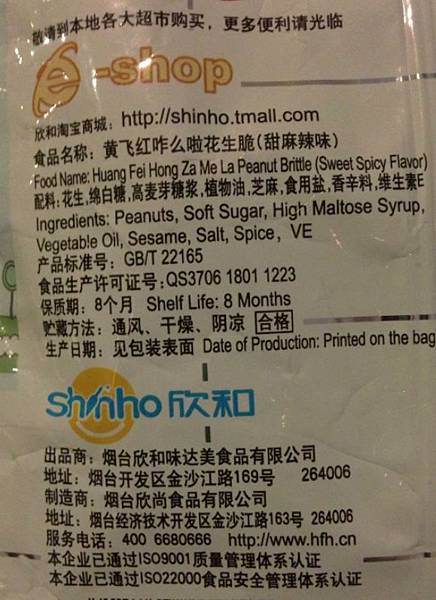 敬请到本地各大超市购买，更多便利请光临
e-shop
欣和淘宝商城：http://shinho.tmall.com
食品名称：黄飞红咋么啦花生脆(甜麻辣味)
Food Name: Huang Fei Hong Za Me La Peanut Brittle (Sweet Spicy Flavor)
配料:花生,绵白糖,高麦芽糖浆,植物油,芝麻,食用盐,香辛料,维生素E
Ingredients: Peanuts, Soft Sugar, High Maltose Syrup,
Vegetable Oil, Sesame, Salt, Spice, VE
产品标准号：GB/T 22165
食品生产许可证号:QS3706 1801 1223
保质期：8个月 Shelf Life: 8 Months
贮藏方法：通风、干燥、阴凉 合格
生产日期：见包装表面 Date of Production: Printed on the bag
shinho 欣和
出品商：烟台欣和味达美食品有限公司
地址：烟台开发区金沙江路169号 264006
制造商：烟台欣尚食品有限公司
地址：烟台经济技术开发区金沙江路163号 264006
服务电话：400 6680666 http://www.hfh.cn
本企业已通过ISO9001质量管理体系认证
本企业已通过ISO22000食品安全管理体系认证